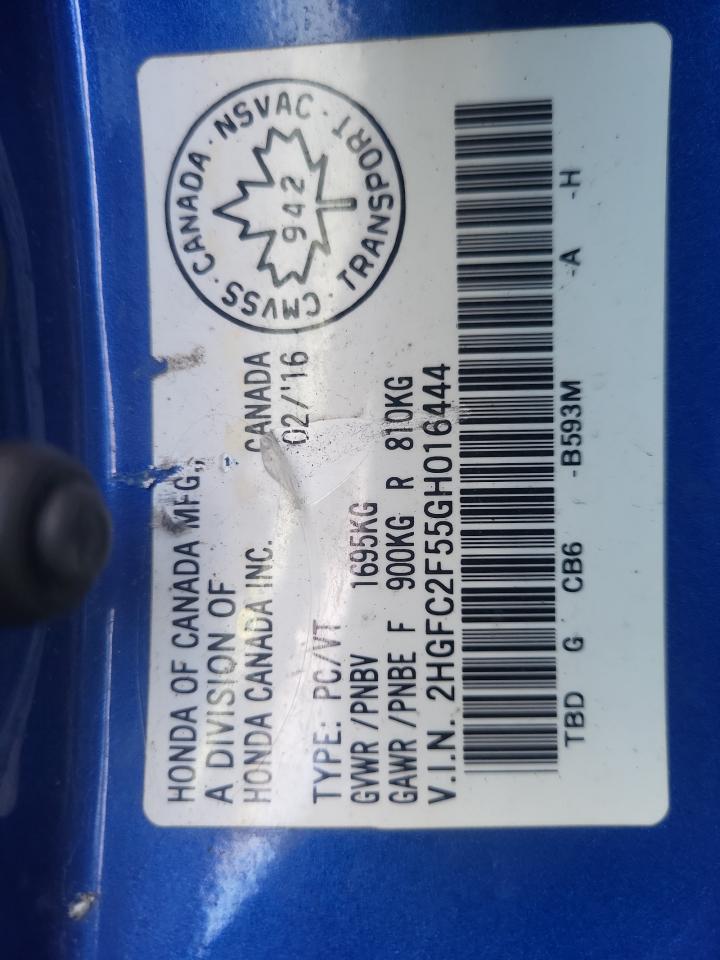 HONDA OF CANADA MFG.,
A DIVISION OF
HONDA CANADA INC. CANADA
02/'16
TYPE: PC/VT
GVWR /PNBV 1695KG
GAWR /PNBE F 900KG R 810KG
V.I.N. 2HGFC2F55GH016444
TBD G CB6 -B593M -A -H
CMVSS · CANADA · NSVAC · TRANSPORT ·
942